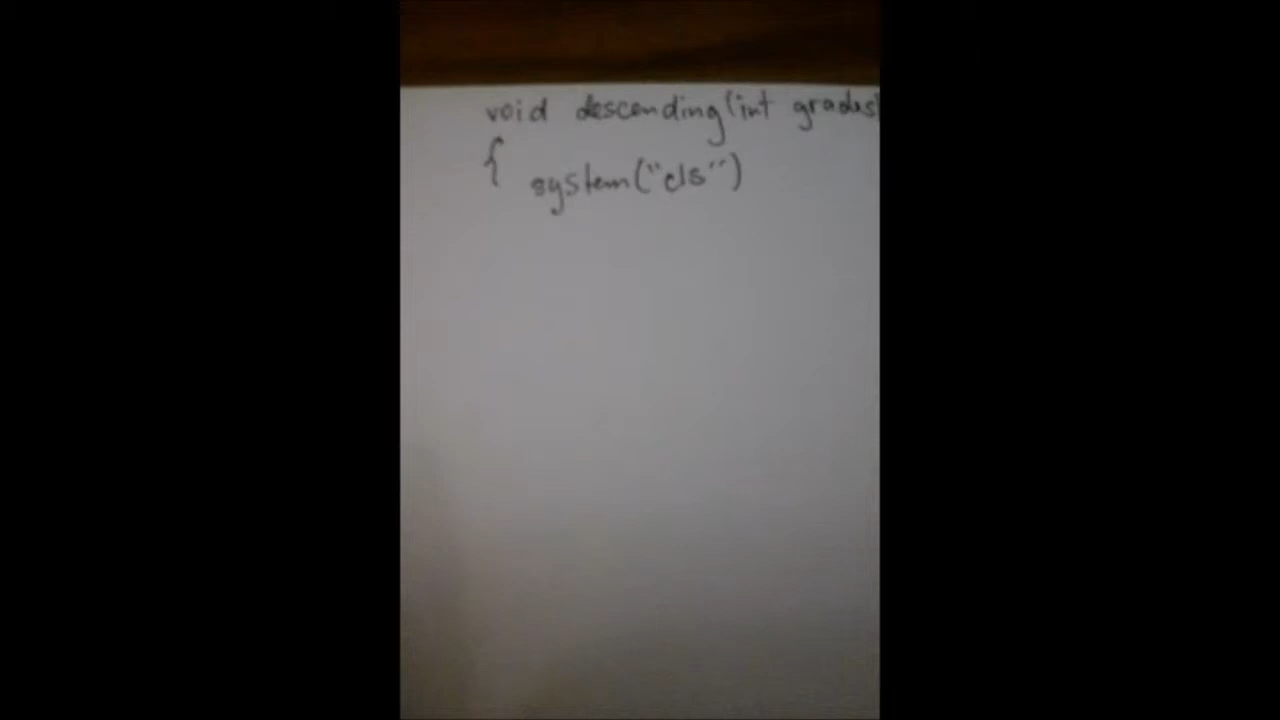 void descending(int grades
{
system("cls")